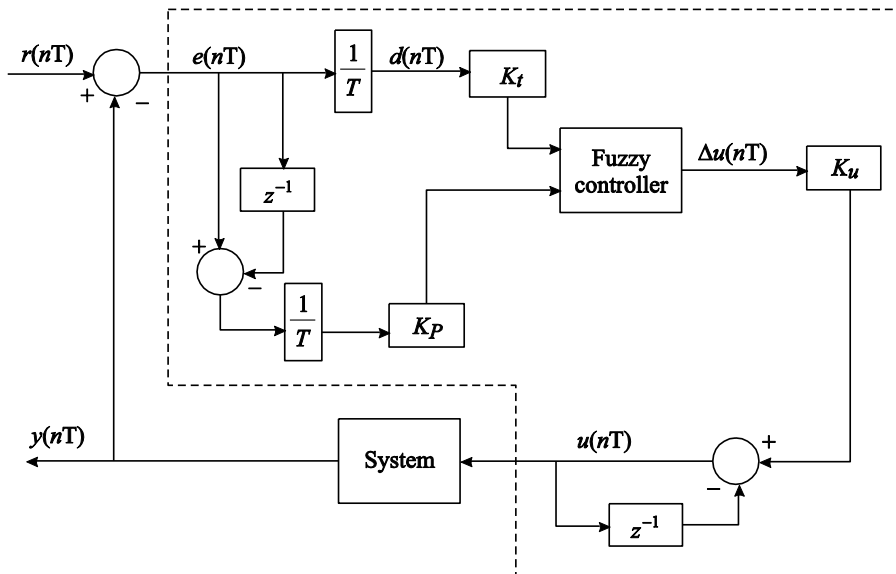 r(nT)
+
−
e(nT)
1
T
d(nT)
K_t
Fuzzy
controller
Δu(nT)
K_u
z⁻¹
+
−
1
T
K_P
y(nT)
System
u(nT)
+
−
z⁻¹